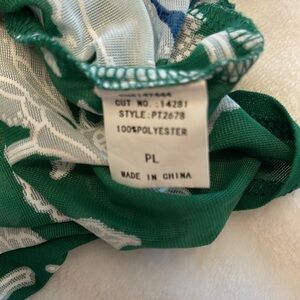 CUT NO.:14281
STYLE:PT2678
100%POLYESTER
PL
MADE IN CHINA